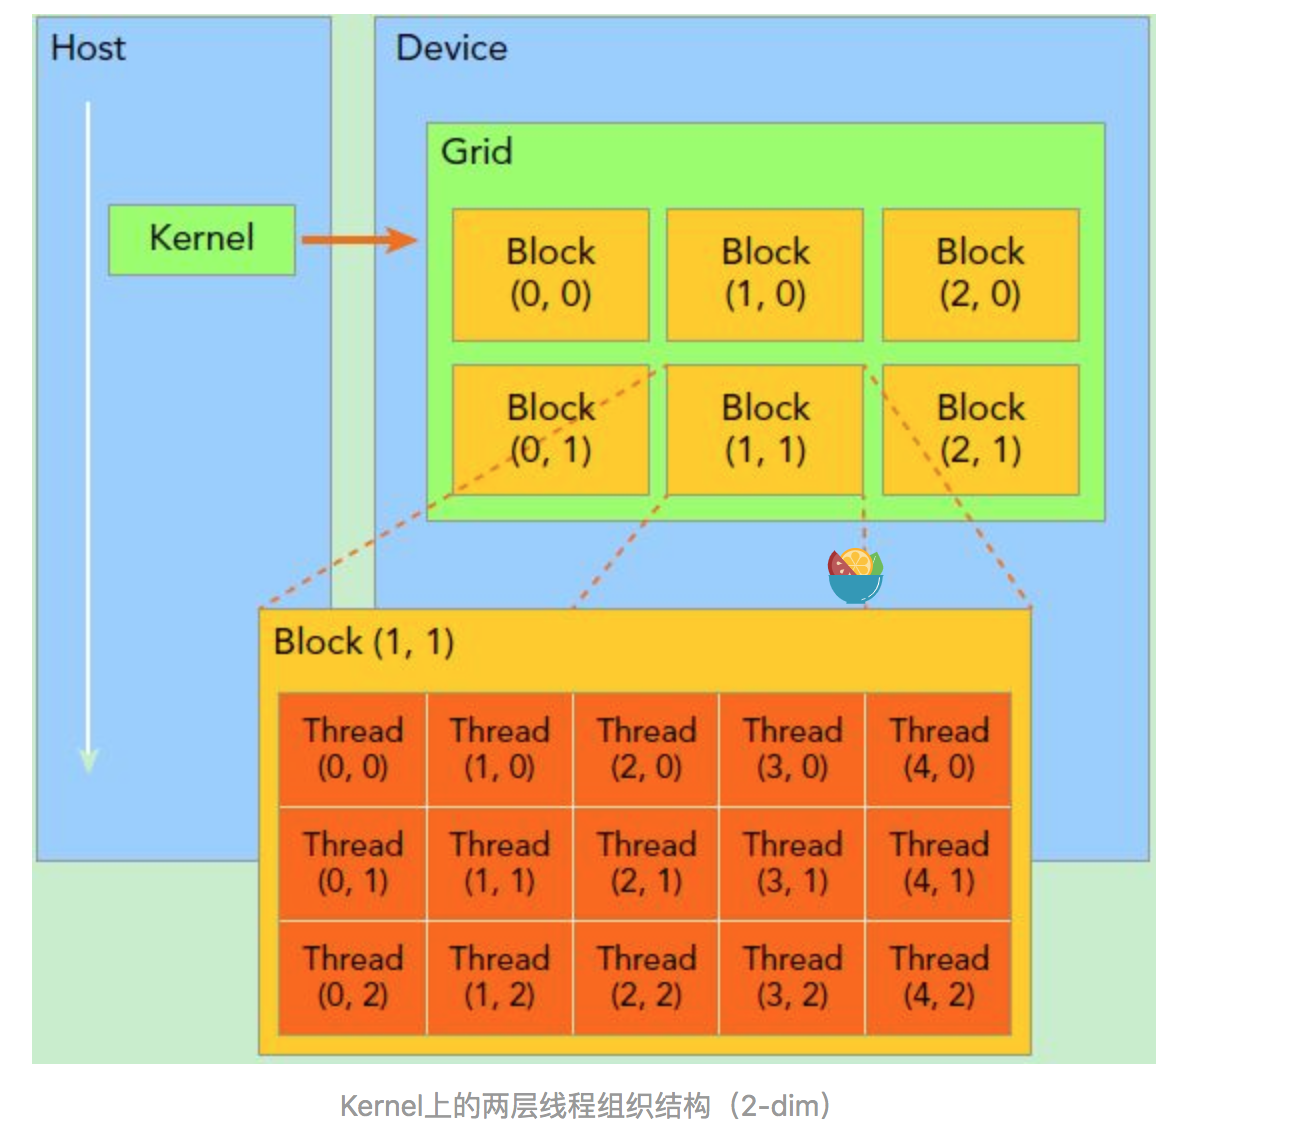 Host
Device
Grid
Kernel
Block
(0, 0)
Block
(1, 0)
Block
(2, 0)
Block
(0, 1)
Block
(1, 1)
Block
(2, 1)
Block (1, 1)
Thread
(0, 0)
Thread
(1, 0)
Thread
(2, 0)
Thread
(3, 0)
Thread
(4, 0)
Thread
(0, 1)
Thread
(1, 1)
Thread
(2, 1)
Thread
(3, 1)
Thread
(4, 1)
Thread
(0, 2)
Thread
(1, 2)
Thread
(2, 2)
Thread
(3, 2)
Thread
(4, 2)
Kernel上的两层线程组织结构（2-dim）